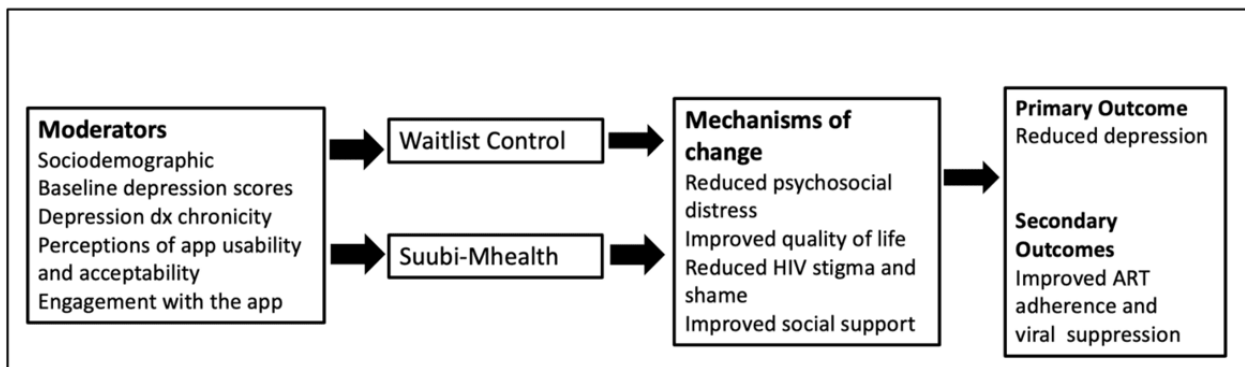 Moderators
Sociodemographic
Baseline depression scores
Depression dx chronicity
Perceptions of app usability
and acceptability
Engagement with the app
Waitlist Control
Suubi-Mhealth
Mechanisms of
change
Reduced psychosocial
distress
Improved quality of life
Reduced HIV stigma and
shame
Improved social support
Primary Outcome
Reduced depression
Secondary
Outcomes
Improved ART
adherence and
viral suppression